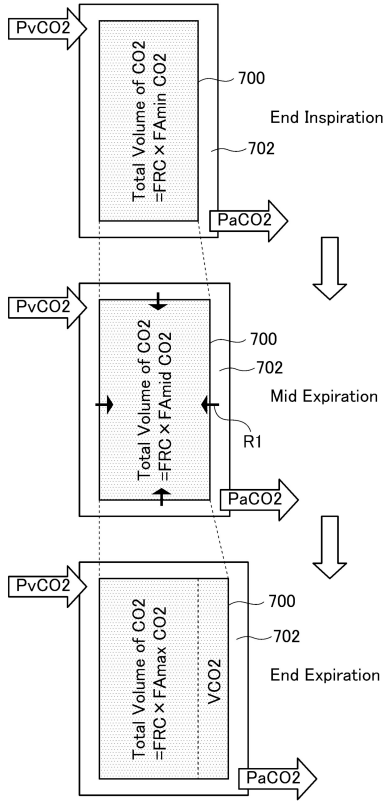 PvCO2
Total Volume of CO2
=FRC×FAmin CO2
700
End Inspiration
702
PaCO2
PvCO2
Total Volume of CO2
=FRC×FAmid CO2
700
702
Mid Expiration
R1
PaCO2
PvCO2
Total Volume of CO2
=FRC×FAmax CO2
VCO2
700
702
End Expiration
PaCO2